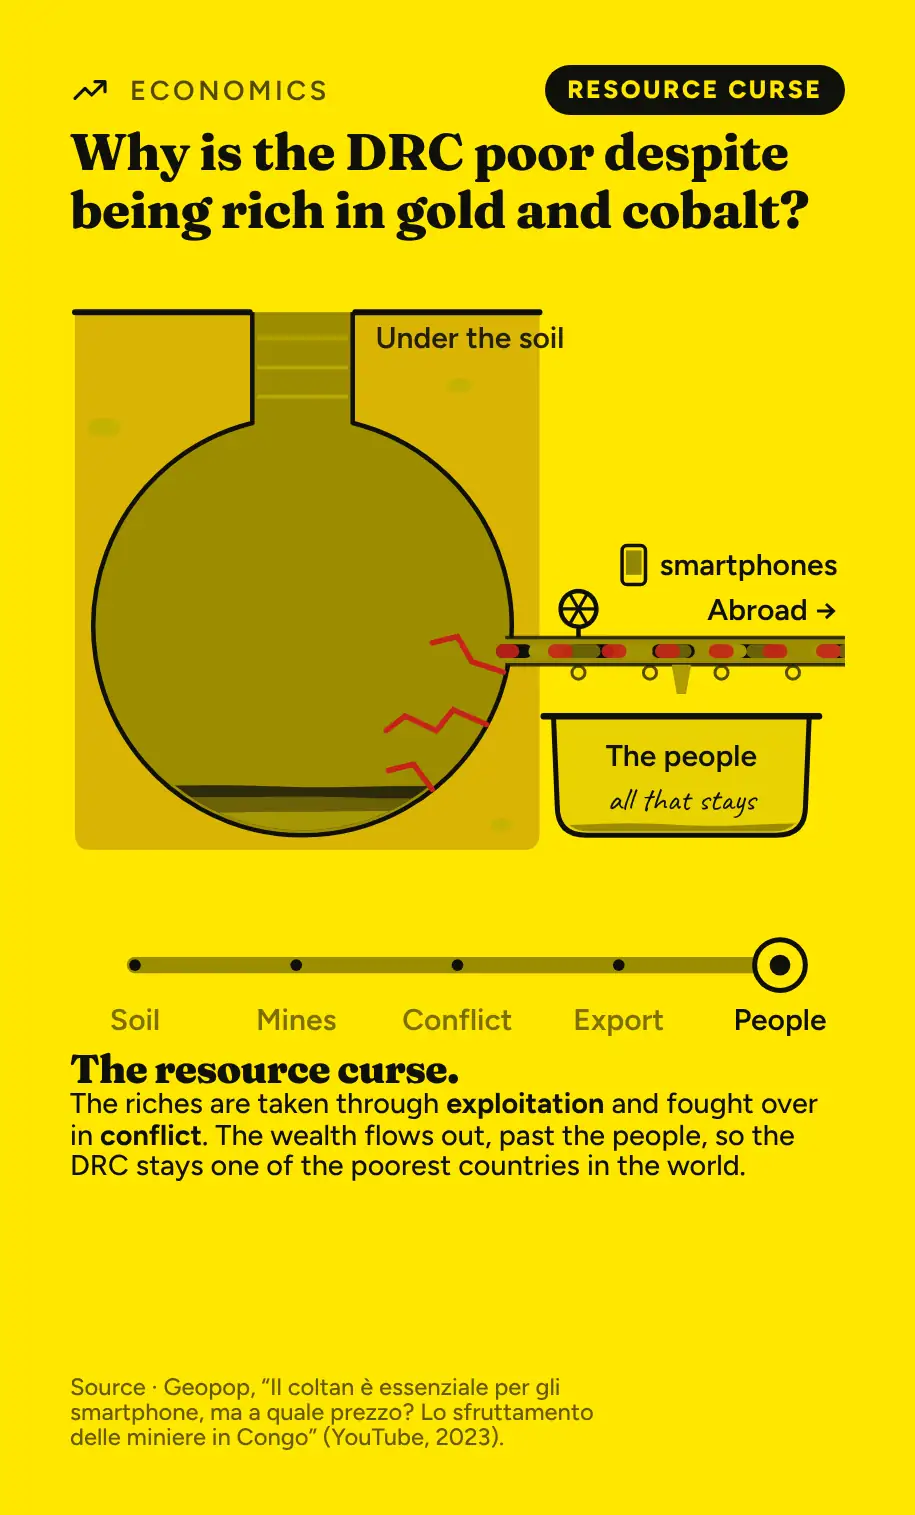 ECONOMICS
RESOURCE CURSE
Why is the DRC poor despite
being rich in gold and cobalt?
Under the soil
smartphones
Abroad →
The people
all that stays
Soil
Mines
Conflict
Export
People
The resource curse.
The riches are taken through exploitation and fought over
in conflict. The wealth flows out, past the people, so the
DRC stays one of the poorest countries in the world.
Source · Geopop, “Il coltan è essenziale per gli
smartphone, ma a quale prezzo? Lo sfruttamento
delle miniere in Congo” (YouTube, 2023).